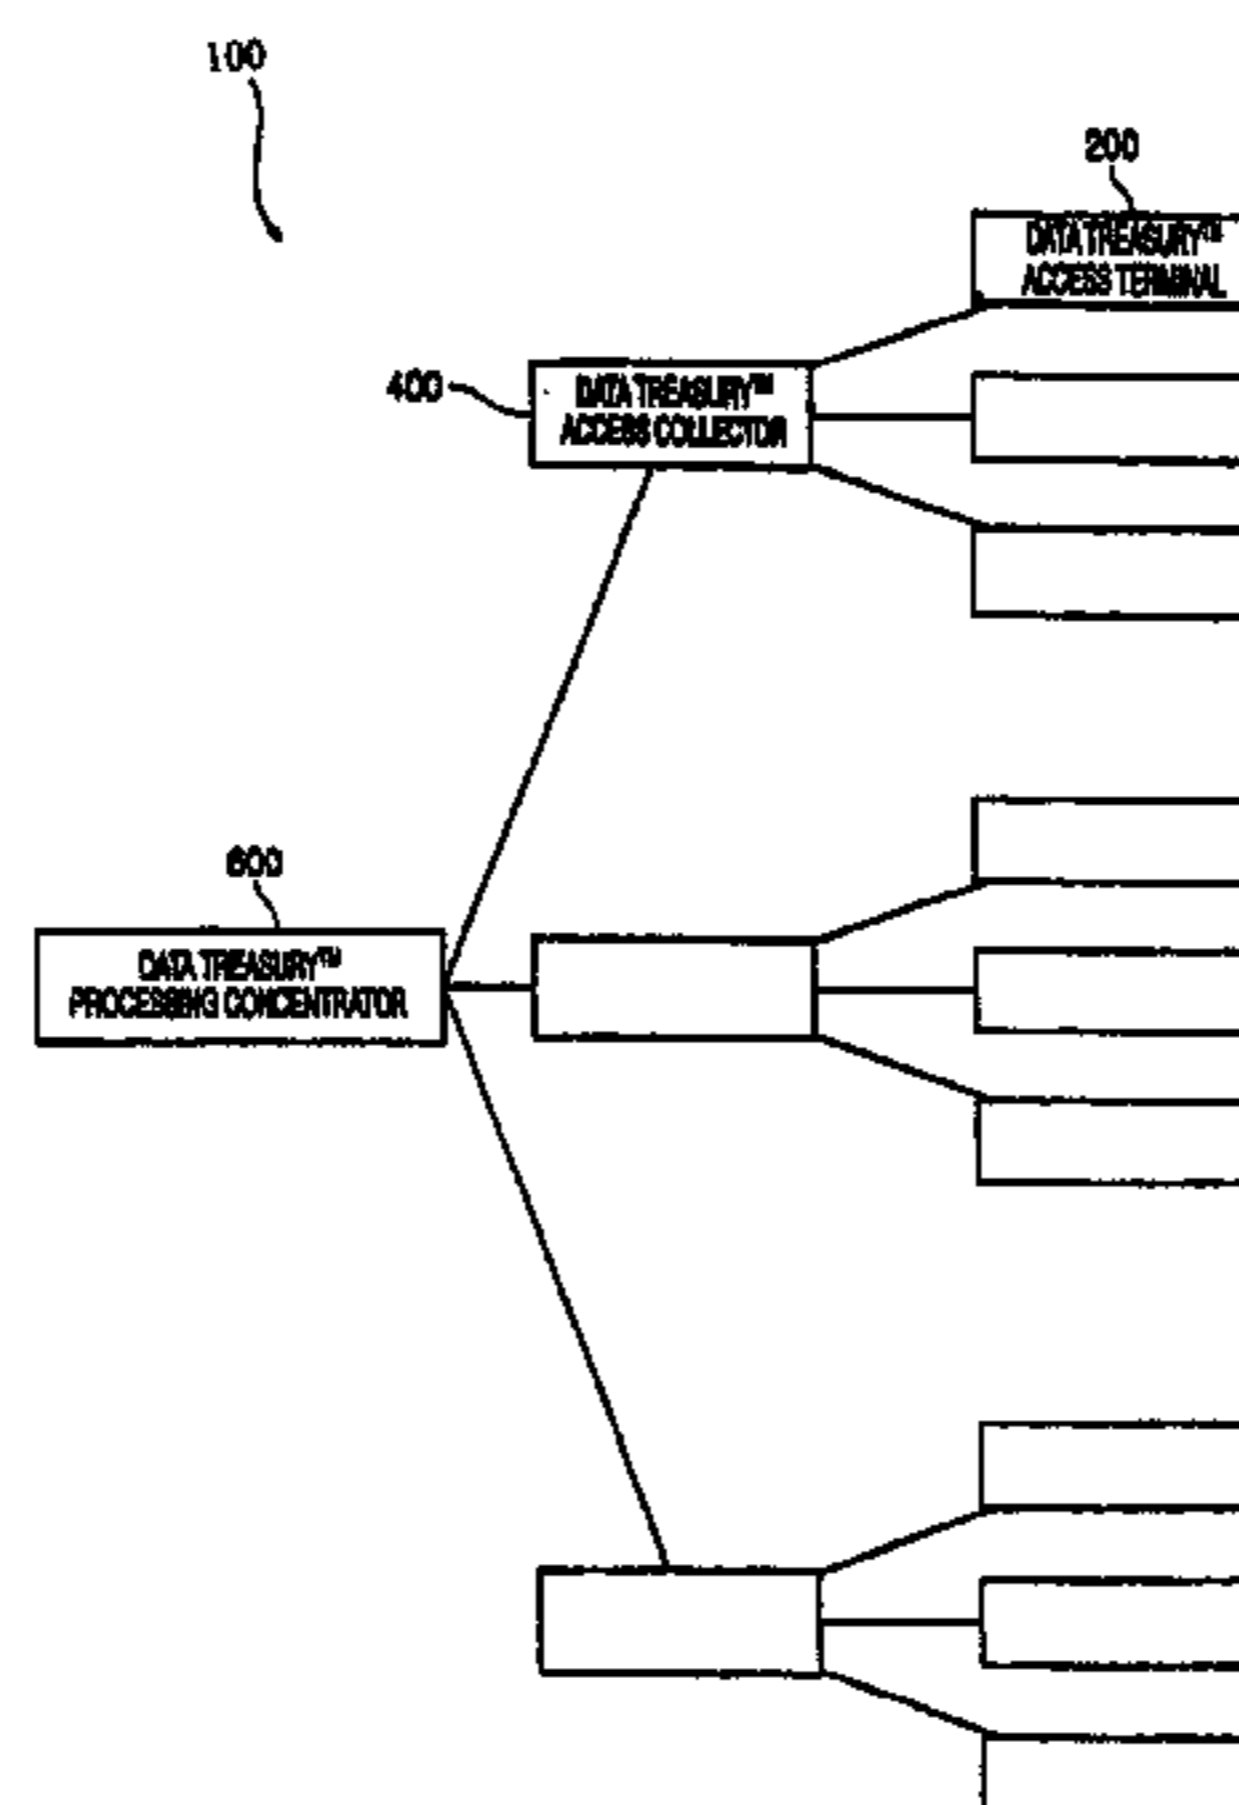 100
200
DATA TREASURY™
ACCESS TERMINAL
400
DATA TREASURY™
ACCESS COLLECTOR
600
DATA TREASURY™
PROCESSING CONCENTRATOR